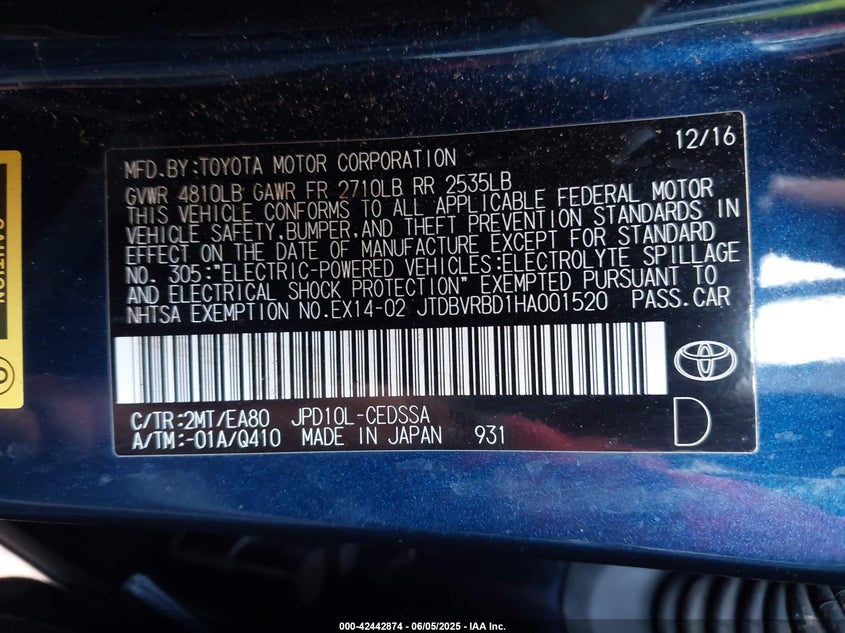 12/16
MFD.BY:TOYOTA MOTOR CORPORATION
GVWR 4810LB GAWR FR 2710LB RR 2535LB
THIS VEHICLE CONFORMS TO ALL APPLICABLE FEDERAL MOTOR
VEHICLE SAFETY,BUMPER,AND THEFT PREVENTION STANDARDS IN
EFFECT ON THE DATE OF MANUFACTURE EXCEPT FOR STANDARD
NO. 305:"ELECTRIC-POWERED VEHICLES:ELECTROLYTE SPILLAGE
AND ELECTRICAL SHOCK PROTECTION" EXEMPTED PURSUANT TO
NHTSA EXEMPTION NO.EX14-02 JTDBVRBD1HA001520 PASS.CAR
C/TR:2MT/EA80 JPD10L-CEDSSA
A/TM:-01A/Q410 MADE IN JAPAN 931
D
CAUTION
000-42442874 / 06/05/2025 - IAA Inc.